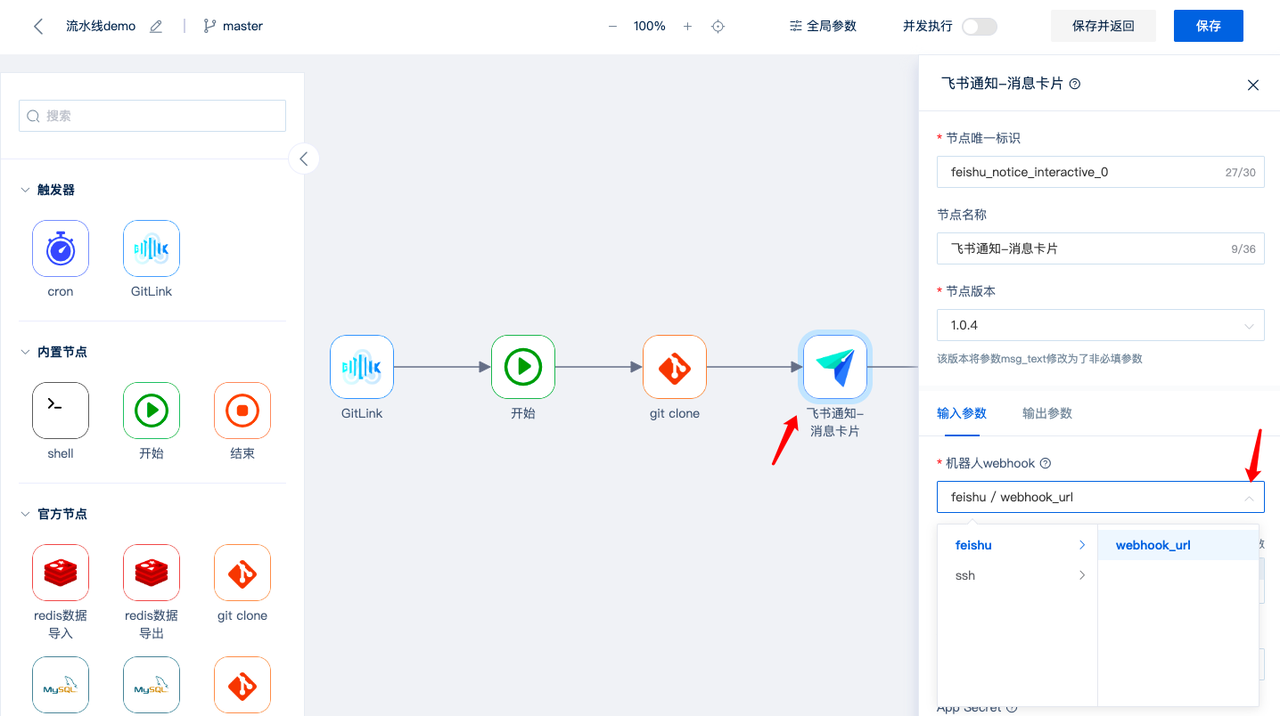 流水线demo
master
100%
全局参数
并发执行
保存并返回
保存
搜索
触发器
cron
GitLink
内置节点
shell
开始
结束
官方节点
redis数据
导入
redis数据
导出
git clone
MySQL
MySQL
GitLink
开始
git clone
飞书通知-
消息卡片
飞书通知-消息卡片
* 节点唯一标识
feishu_notice_interactive_0
27/30
节点名称
飞书通知-消息卡片
9/36
* 节点版本
1.0.4
该版本将参数msg_text修改为了非必填参数
输入参数
输出参数
* 机器人webhook
feishu / webhook_url
feishu
webhook_url
ssh
数
App Secret